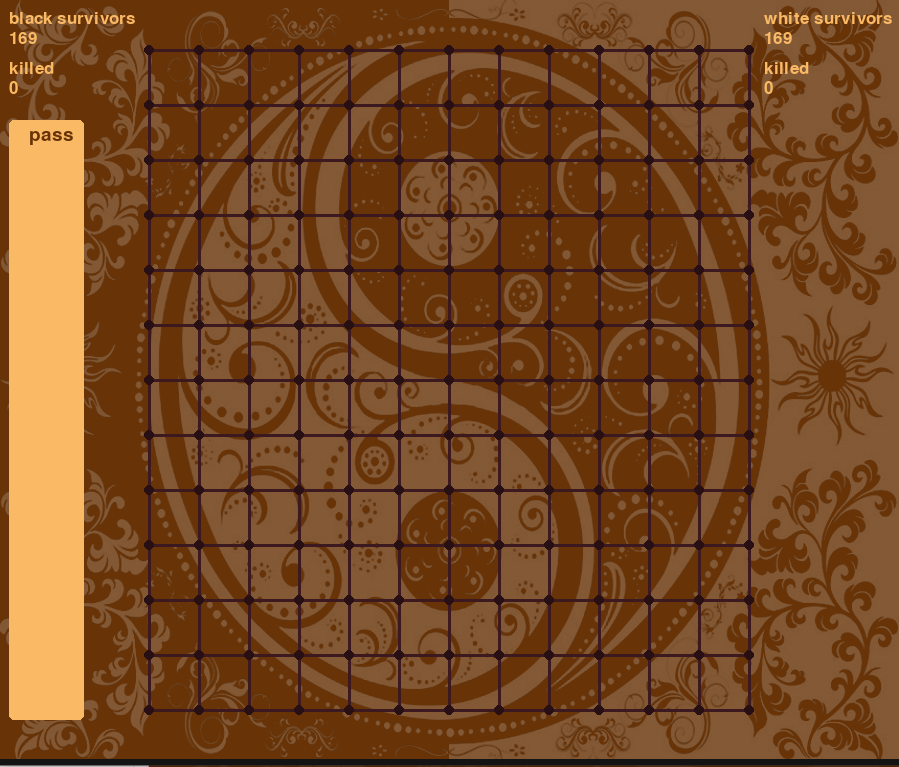 black survivors
169
killed
0
white survivors
169
killed
0
pass